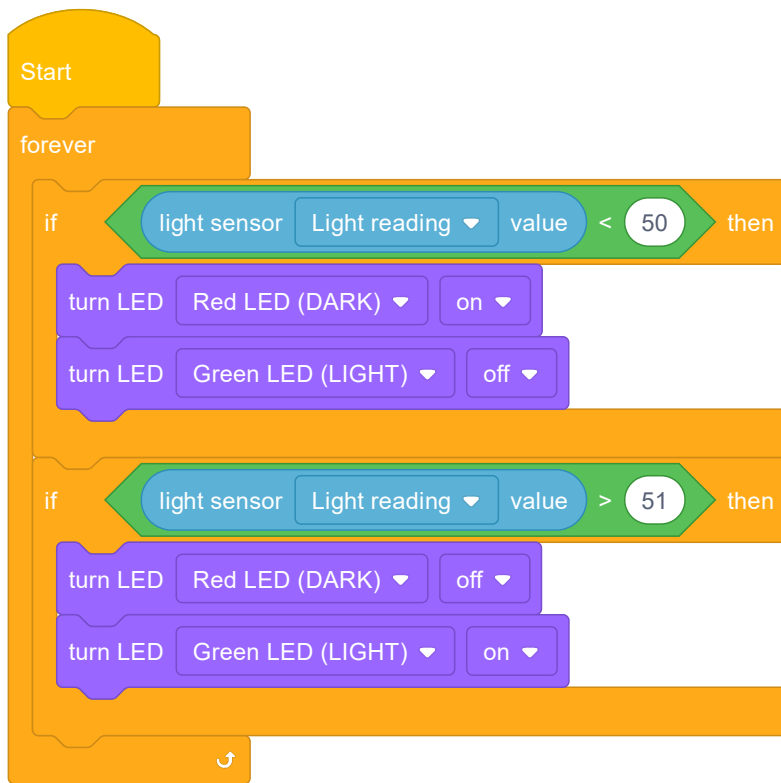 Start
forever
if light sensor Light reading value < 50 then
turn LED Red LED (DARK) on
turn LED Green LED (LIGHT) off
if light sensor Light reading value > 51 then
turn LED Red LED (DARK) off
turn LED Green LED (LIGHT) on